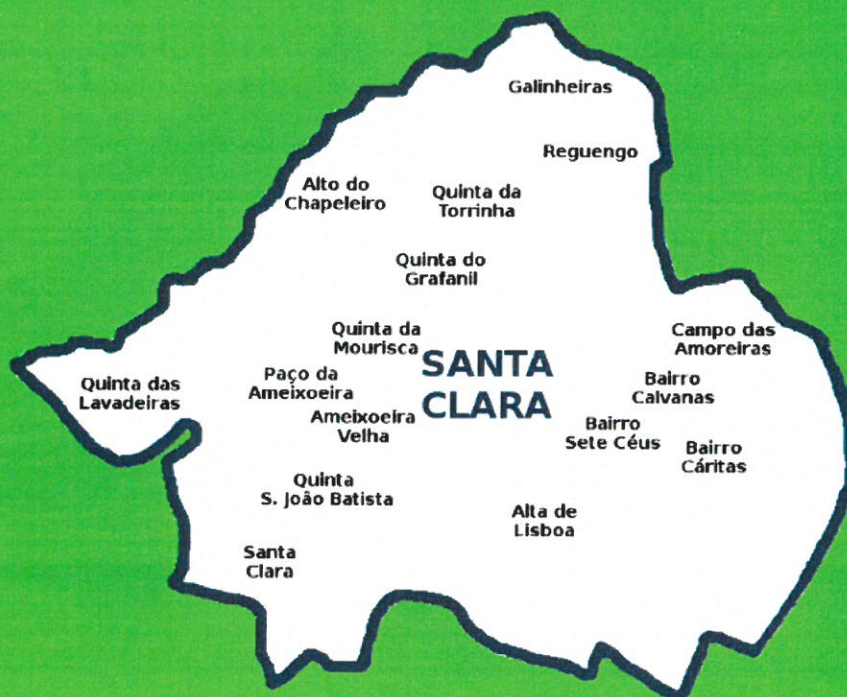 Galinheiras
Reguengo
Alto do
Chapeleiro
Quinta da
Torrinha
Quinta do
Grafanil
Quinta da
Mourisca
SANTA
CLARA
Campo das
Amoreiras
Quinta das
Lavadeiras
Paço da
Ameixoeira
Bairro
Calvanas
Ameixoeira
Velha
Bairro
Sete Céus
Bairro
Cáritas
Quinta
S. João Batista
Alta de
Lisboa
Santa
Clara